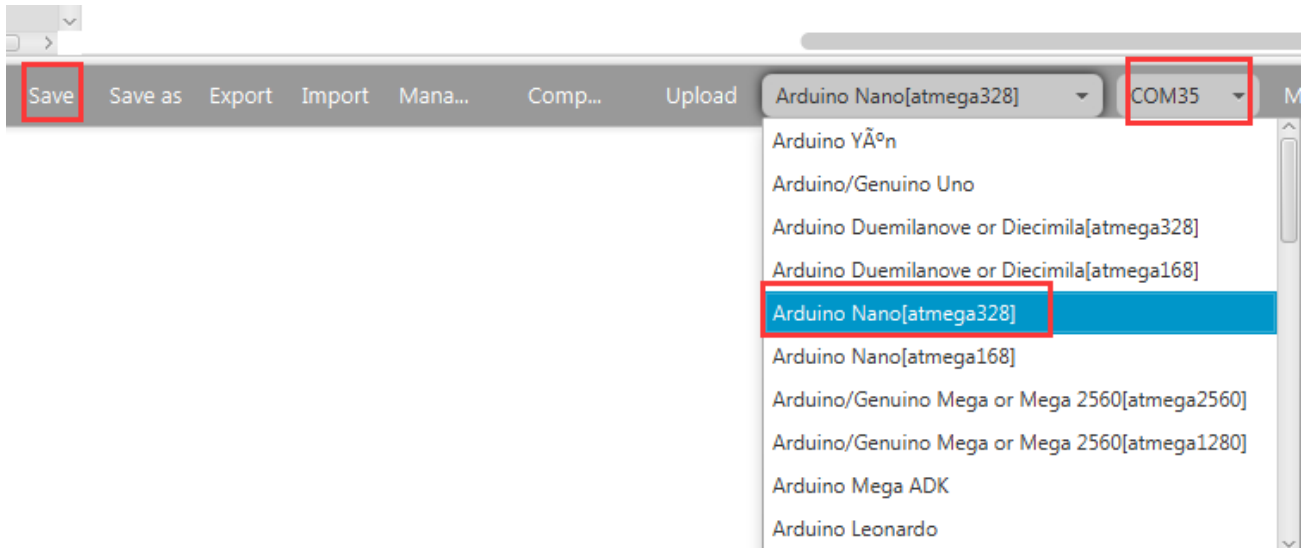 Save Save as Export Import Mana... Comp... Upload Arduino Nano[atmega328] COM35 M
Arduino YÃºn
Arduino/Genuino Uno
Arduino Duemilanove or Diecimila[atmega328]
Arduino Duemilanove or Diecimila[atmega168]
Arduino Nano[atmega328]
Arduino Nano[atmega168]
Arduino/Genuino Mega or Mega 2560[atmega2560]
Arduino/Genuino Mega or Mega 2560[atmega1280]
Arduino Mega ADK
Arduino Leonardo